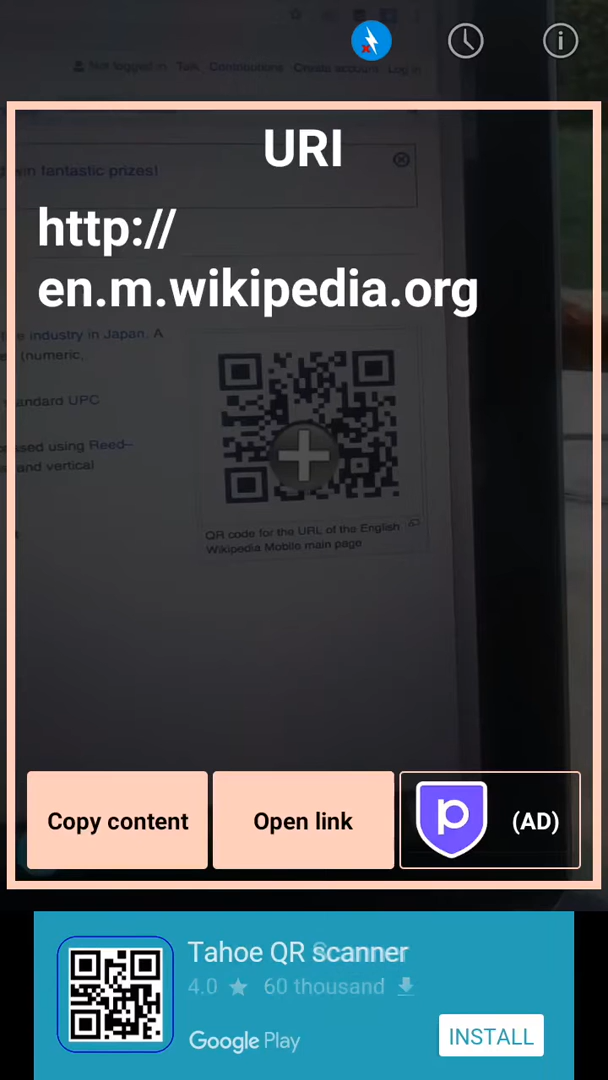 Not logged in Talk Contributions Create account Log in
win fantastic prizes!
URI
http://
en.m.wikipedia.org
industry in Japan. A
(numeric,
standard UPC
used using Reed–
and vertical)
QR code for the URL of the English
Wikipedia Mobile main page
Copy content
Open link
p
(AD)
Tahoe QR scanner
4.0 ★ 60 thousand
Google Play
INSTALL